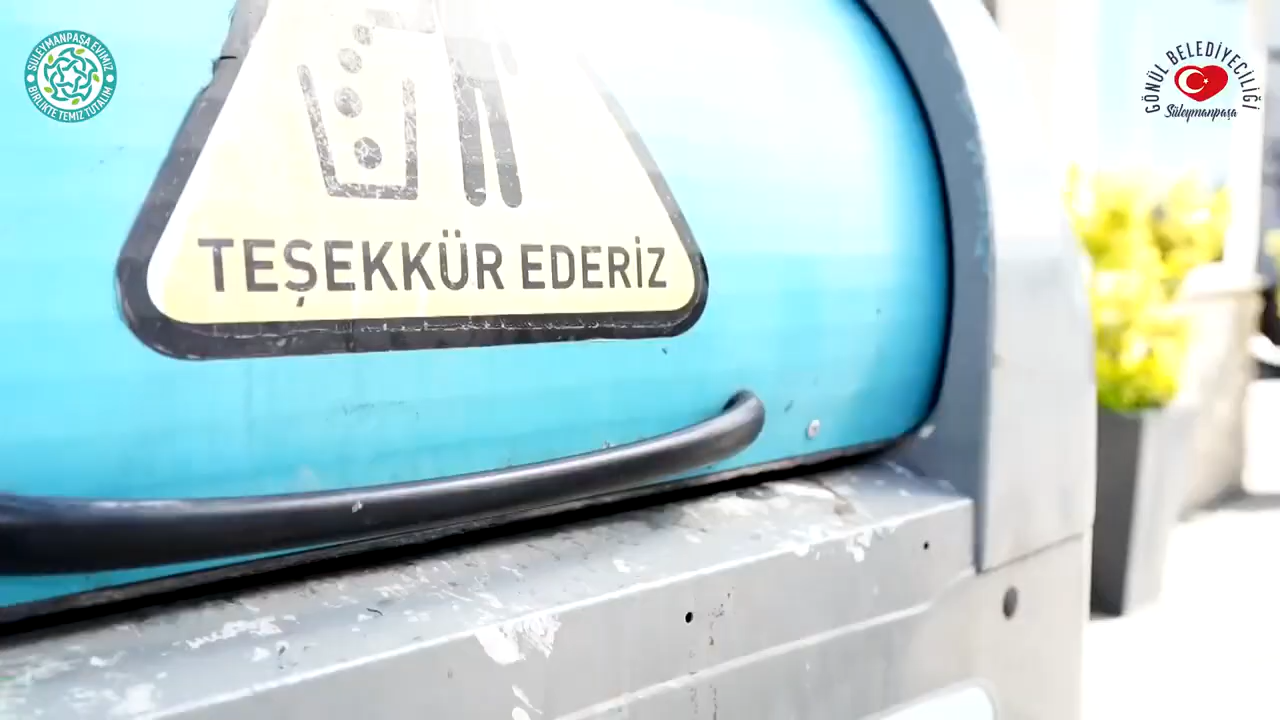 SÜLEYMANPAŞA EVİMİZ
BİRLİKTE TEMİZ TUTALIM
GÖNÜL BELEDİYECİLİĞİ
Süleymanpaşa
TEŞEKKÜR EDERİZ